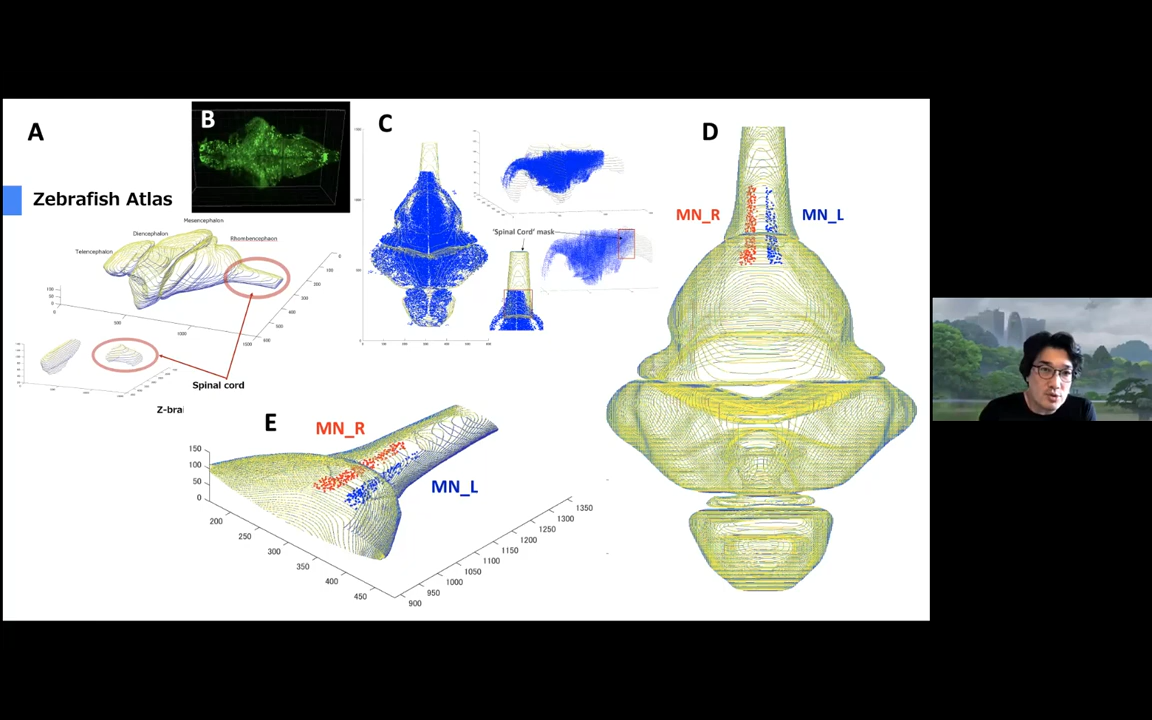 A
B
C
D
Zebrafish Atlas
Mesencephalon
Diencephalon
Telencephalon
Rhombencephalon
'Spinal Cord' mask
MN_R
MN_L
Spinal cord
Z-brai
E
MN_R
MN_L
150
100
50
0
200
250
300
350
400
450
900
950
1000
1050
1100
1150
1200
1250
1300
1350